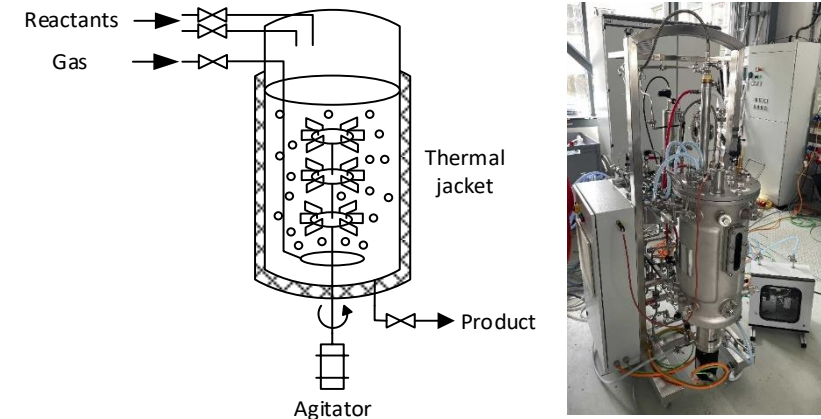 Reactants
Gas
Thermal
jacket
Product
Agitator